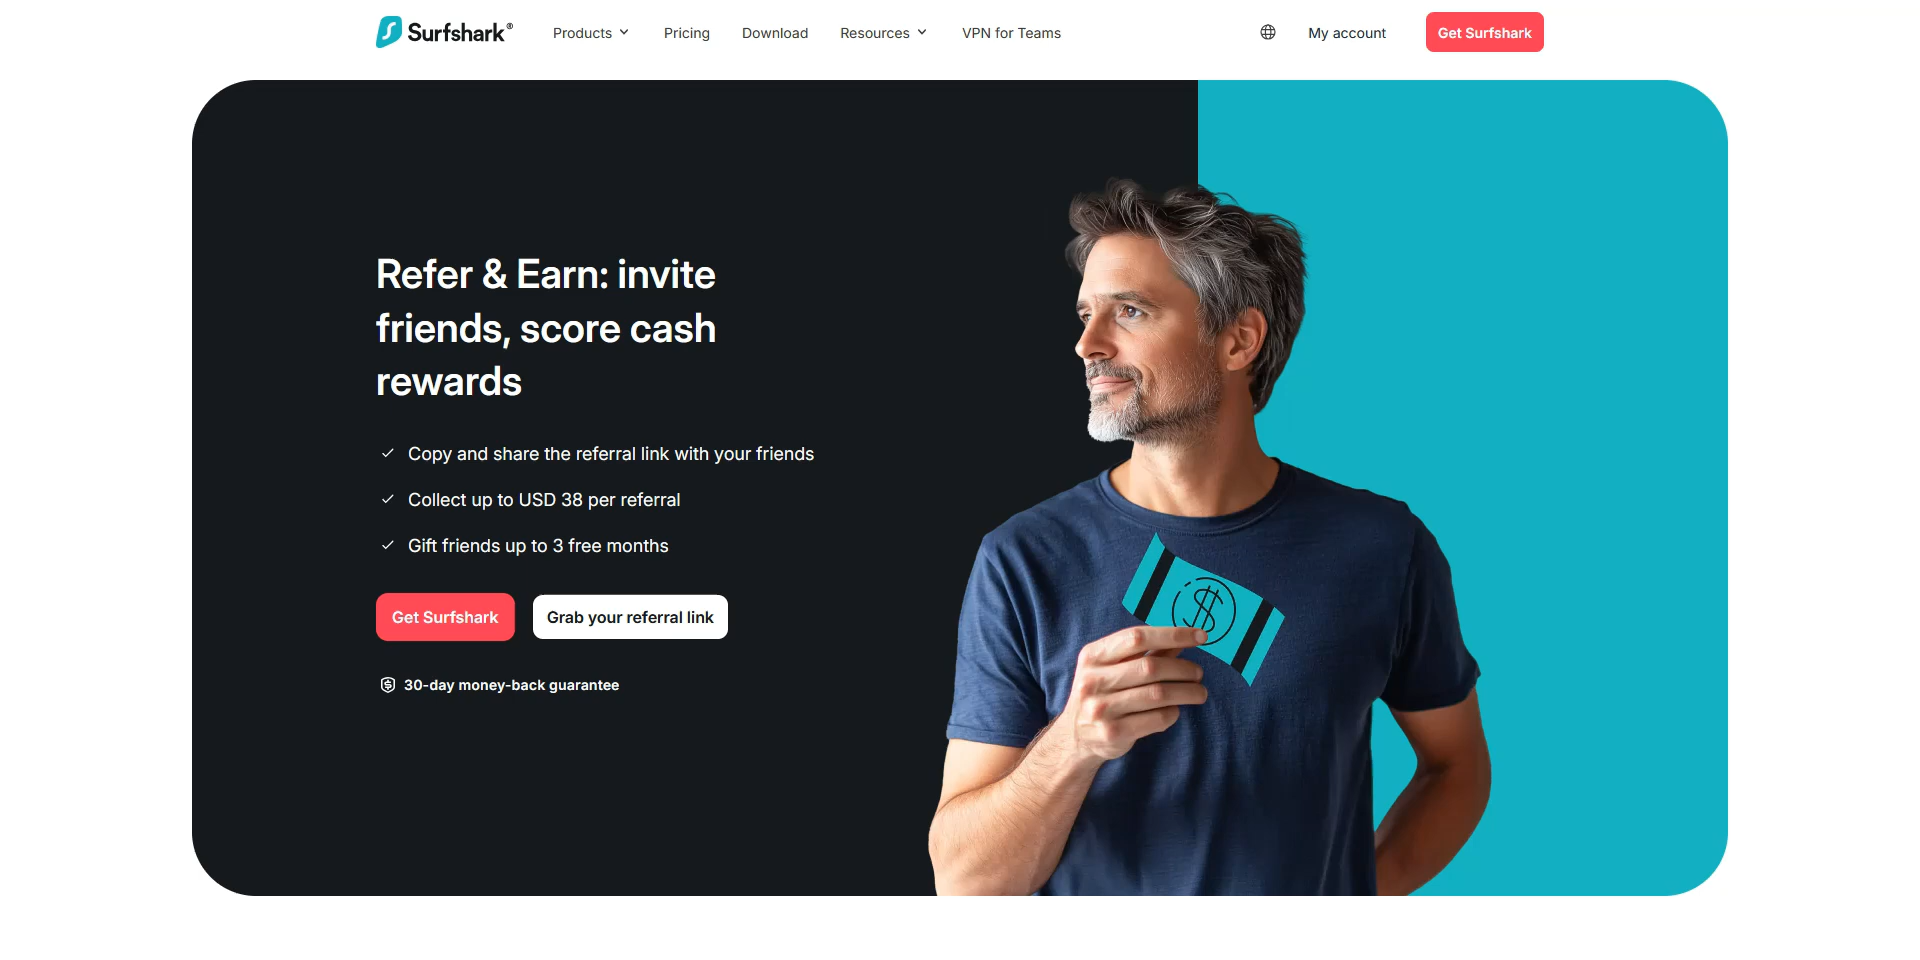 Surfshark®
Products
Pricing
Download
Resources
VPN for Teams
My account
Get Surfshark
Refer & Earn: invite
friends, score cash
rewards
Copy and share the referral link with your friends
Collect up to USD 38 per referral
Gift friends up to 3 free months
Get Surfshark
Grab your referral link
30-day money-back guarantee